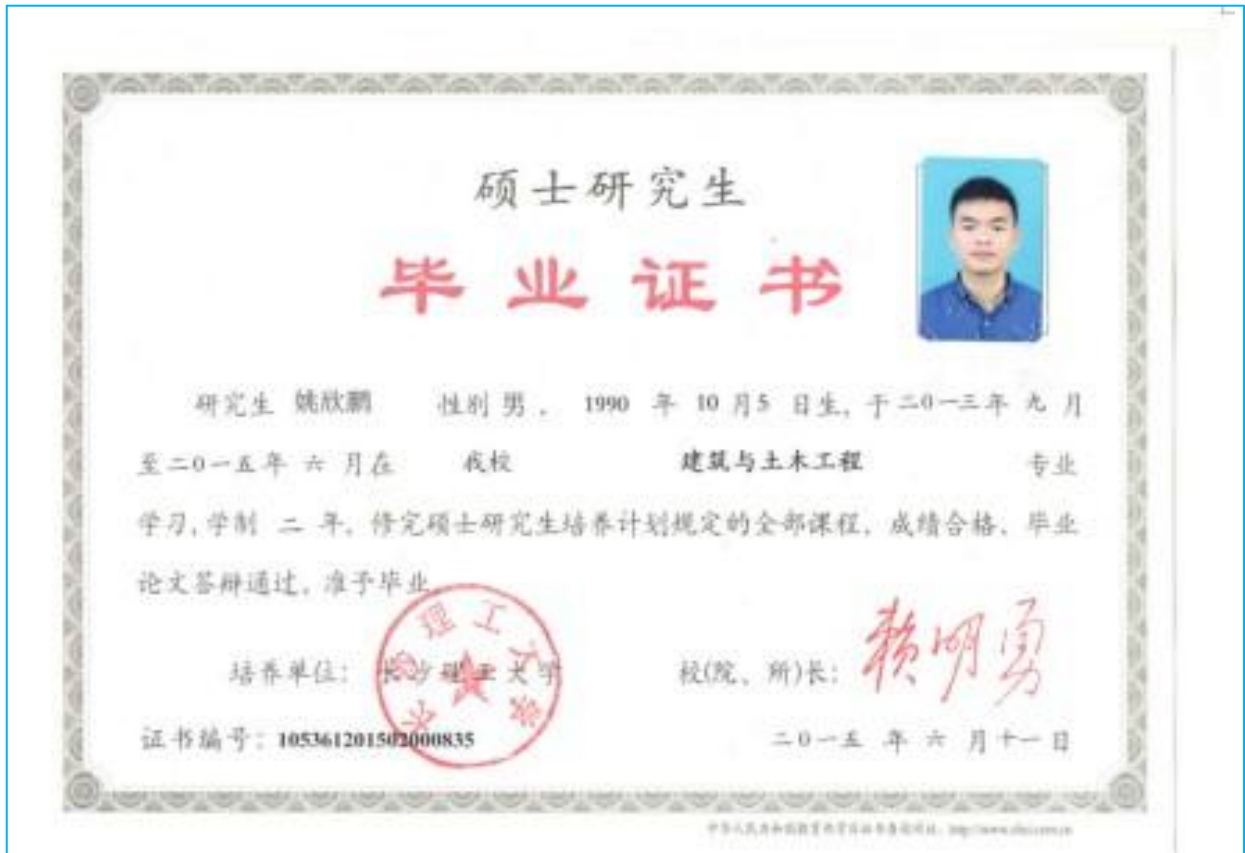 硕士研究生
毕业证书
研究生 姚欣鹏 性别 男， 1990 年 10 月5 日生，于二0一三年 九 月
至二0一五年 六 月在 我校 建筑与土木工程 专业
学习，学制 二 年，修完硕士研究生培养计划规定的全部课程，成绩合格，毕业
论文答辩通过，准予毕业。
培养单位：长沙理工大学 校(院、所)长：赖明勇
证书编号：105361201502000835 二0一五 年 六 月十一日
长沙理工大学